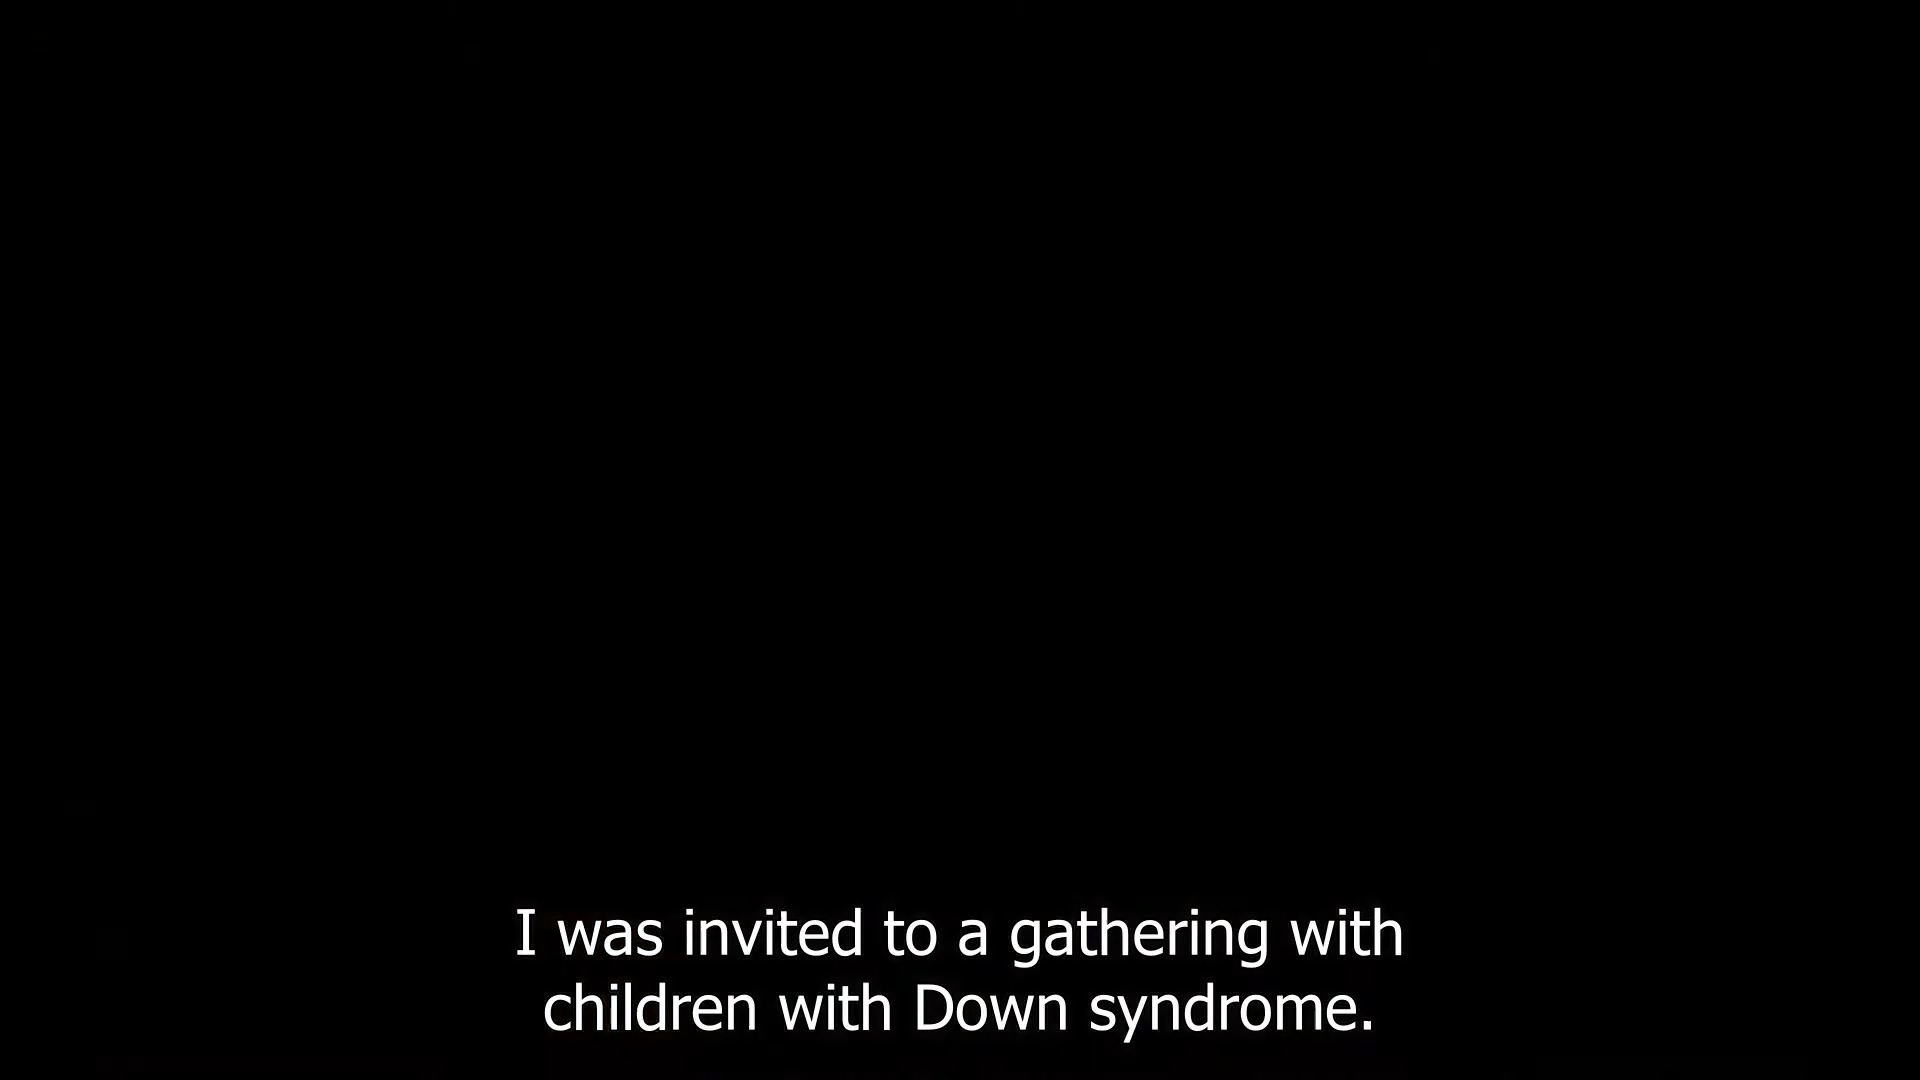 I was invited to a gathering with
children with Down syndrome.